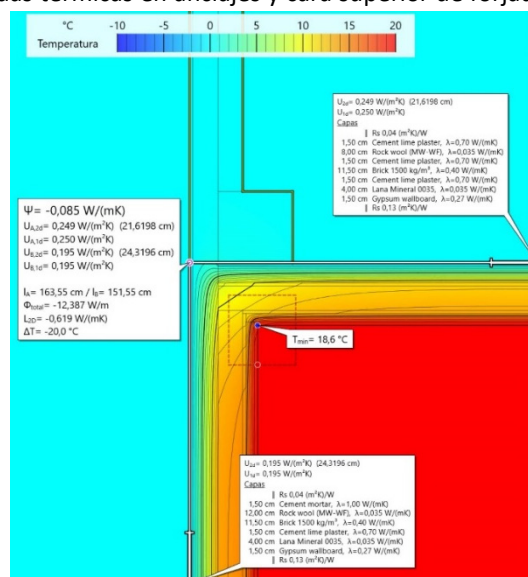 das térmicas en anclajes y cara superior de forjad
°C -10 -5 0 5 10 15 20
Temperatura
U2d= 0,249 W/(m²K) (21,6198 cm)
U1d= 0,250 W/(m²K)
Capas
‖ Rs 0,04 (m²K)/W
1,50 cm Cement lime plaster, λ=0,70 W/(mK)
8,00 cm Rock wool (MW-WF), λ=0,035 W/(mK)
1,50 cm Cement lime plaster, λ=0,70 W/(mK)
11,50 cm Brick 1500 kg/m³, λ=0,40 W/(mK)
1,50 cm Cement lime plaster, λ=0,70 W/(mK)
4,00 cm Lana Mineral 0035, λ=0,035 W/(mK)
1,50 cm Gypsum wallboard, λ=0,27 W/(mK)
‖ Rs 0,13 (m²K)/W
Ψ= -0,085 W/(mK)
UA,2d= 0,249 W/(m²K) (21,6198 cm)
UA,1d= 0,250 W/(m²K)
UB,2d= 0,195 W/(m²K) (24,3196 cm)
UB,1d= 0,195 W/(m²K)
lA= 163,55 cm / lB= 151,55 cm
Φtotal= -12,387 W/m
L2D= -0,619 W/(mK)
ΔT= -20,0 °C
Tmin= 18,6 °C
U2d= 0,195 W/(m²K) (24,3196 cm)
U1d= 0,195 W/(m²K)
Capas
‖ Rs 0,04 (m²K)/W
1,50 cm Cement mortar, λ=1,00 W/(mK)
12,00 cm Rock wool (MW-WF), λ=0,035 W/(mK)
11,50 cm Brick 1500 kg/m³, λ=0,40 W/(mK)
1,50 cm Cement lime plaster, λ=0,70 W/(mK)
4,00 cm Lana Mineral 0035, λ=0,035 W/(mK)
1,50 cm Gypsum wallboard, λ=0,27 W/(mK)
‖ Rs 0,13 (m²K)/W